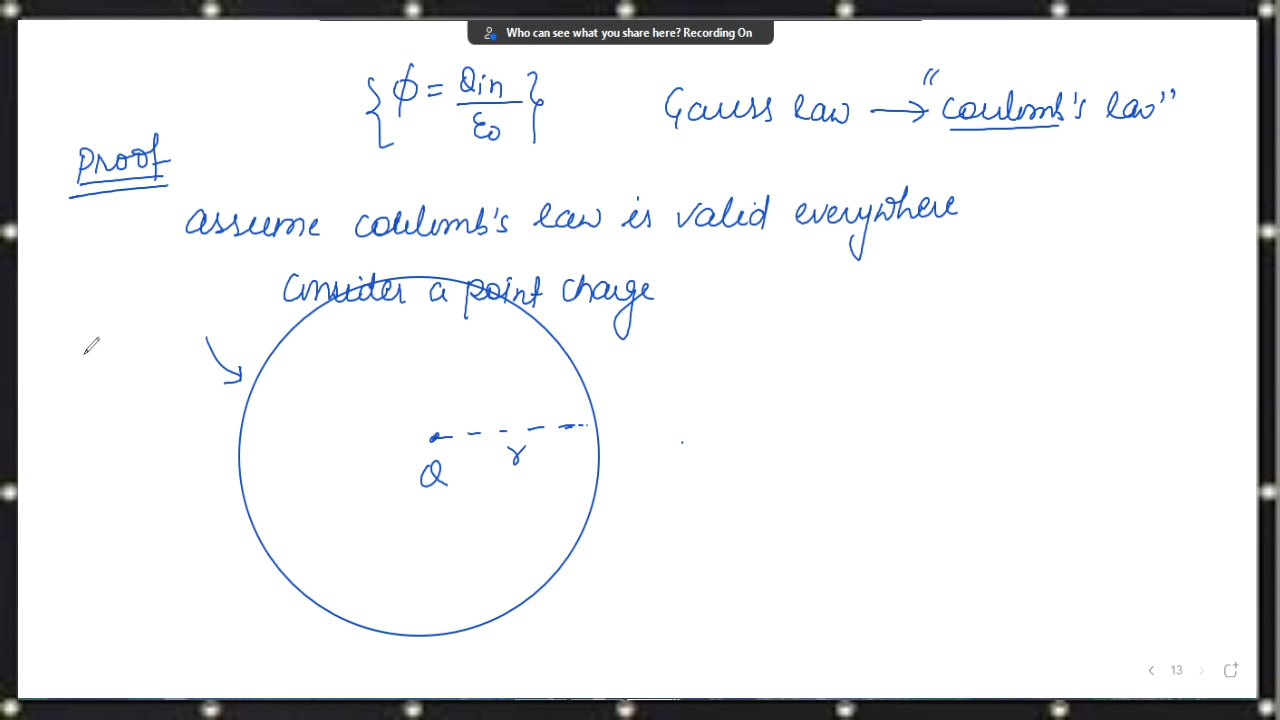 Who can see what you share here? Recording On
{ϕ = Qin/ε0} Gauss law → "coulomb's law"
Proof
assume coulomb's law is valid everywhere
consider a point charge
r
Q
13